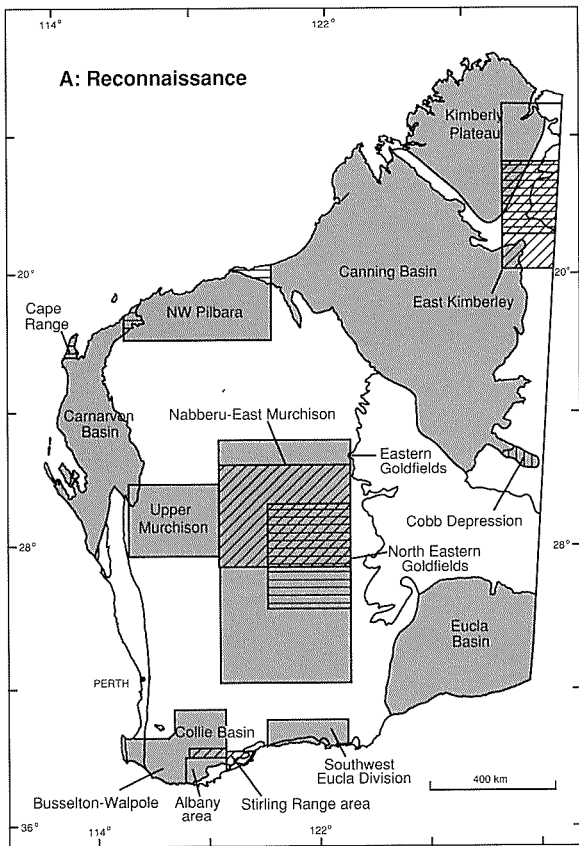 114°
122°
A: Reconnaissance
Kimberly
Plateau
20°
Canning Basin
20°
Cape
Range
NW Pilbara
East Kimberley
Carnarvon
Basin
Nabberu-East Murchison
Eastern
Goldfields
Upper
Murchison
Cobb Depression
28°
North Eastern
Goldfields
28°
Eucla
Basin
PERTH
Collie Basin
Southwest
Eucla Division
400 km
Busselton-Walpole
Albany
area
Stirling Range area
36°
114°
122°